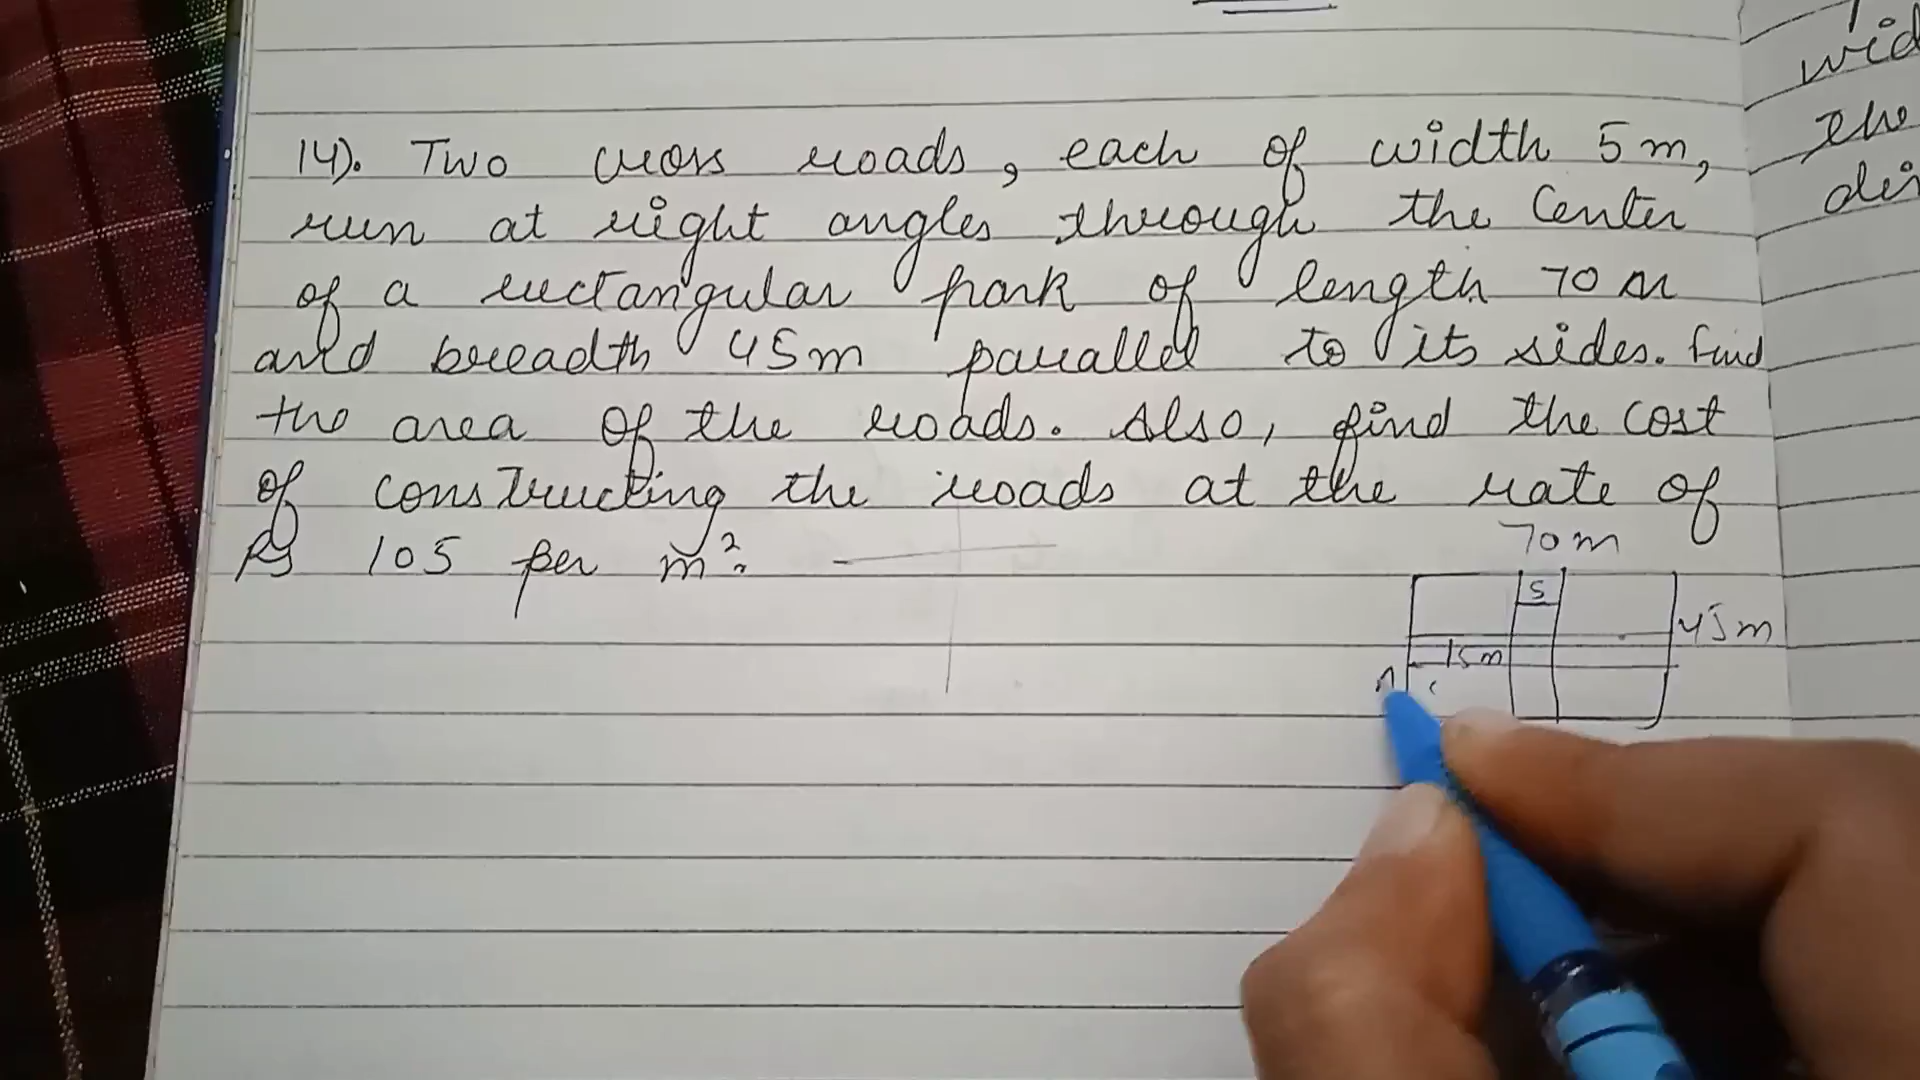 14). Two cross roads, each of width 5m,
run at right angles through the Center
of a rectangular park of length 70 m
and breadth 45m parallel to its sides. Find
the area of the roads. Also, find the cost
of constructing the roads at the rate of
Rs 105 per m².
70m
5
45m
wid
the